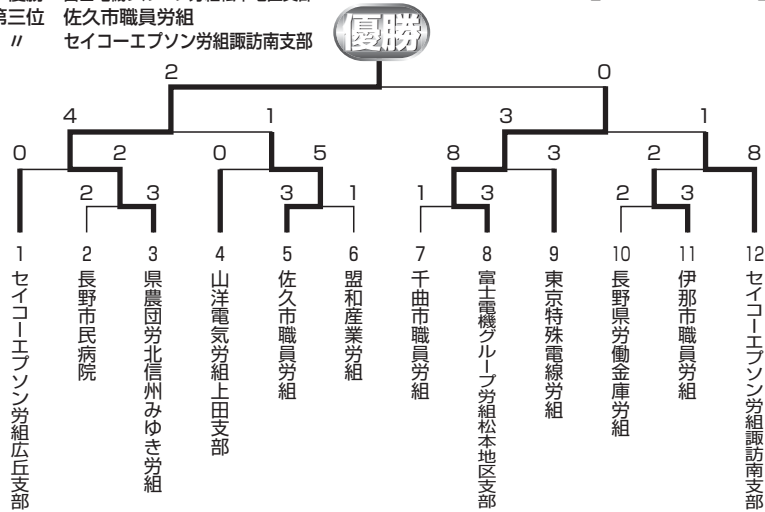 第三位 佐久市職員労組
〃 セイコーエプソン労組諏訪南支部
優勝
2 0
4 1 3 1
0 2 0 5 8 3 2 8
2 3 3 1 1 3 2 3
1 セイコーエプソン労組広丘支部
2 長野市民病院
3 県農団労北信州みゆき労組
4 山洋電気労組上田支部
5 佐久市職員労組
6 盟和産業労組
7 千曲市職員労組
8 富士電機グループ労組松本地区支部
9 東京特殊電線労組
10 長野県労働金庫労組
11 伊那市職員労組
12 セイコーエプソン労組諏訪南支部